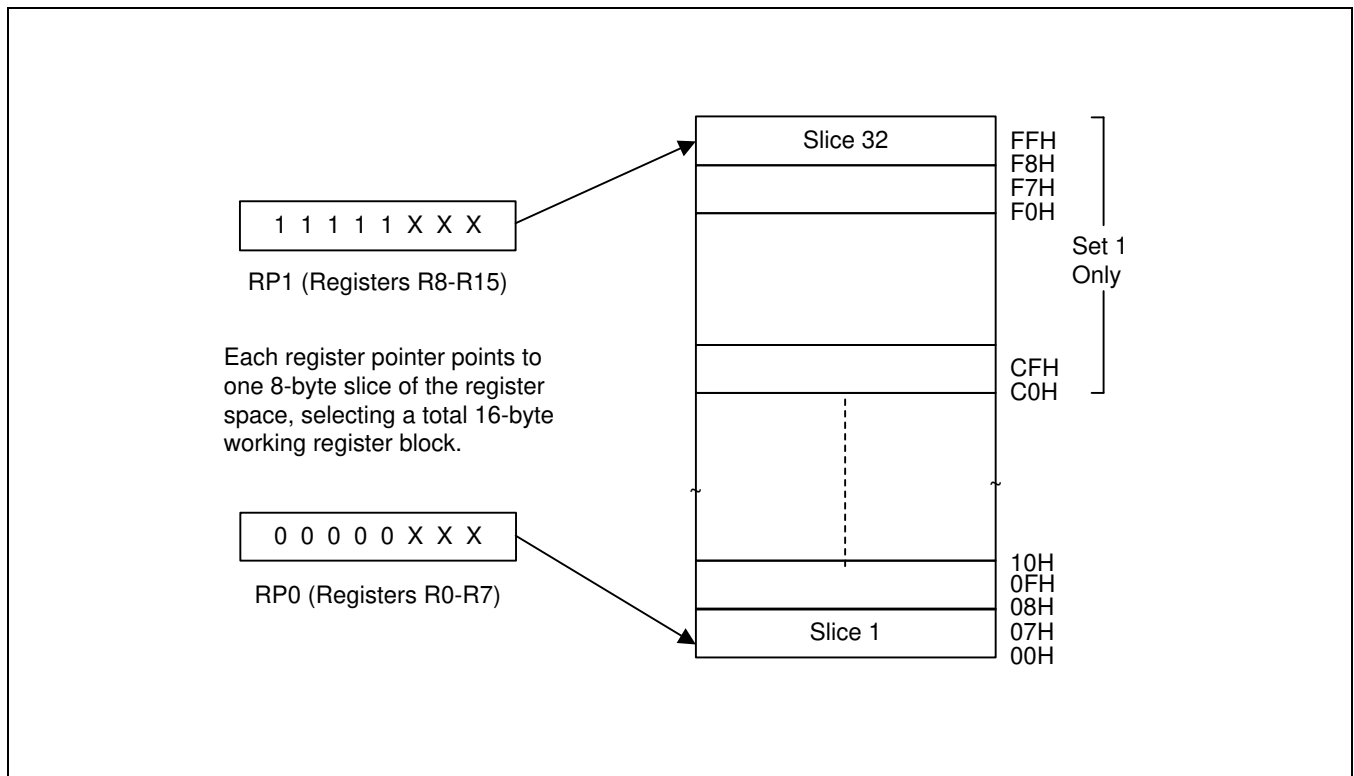 Slice 32
FFH
F8H
F7H
F0H
1 1 1 1 1 X X X
RP1 (Registers R8-R15)
Set 1
Only
Each register pointer points to
one 8-byte slice of the register
space, selecting a total 16-byte
working register block.
CFH
C0H
~ ~
0 0 0 0 0 X X X
RP0 (Registers R0-R7)
10H
0FH
08H
Slice 1
07H
00H